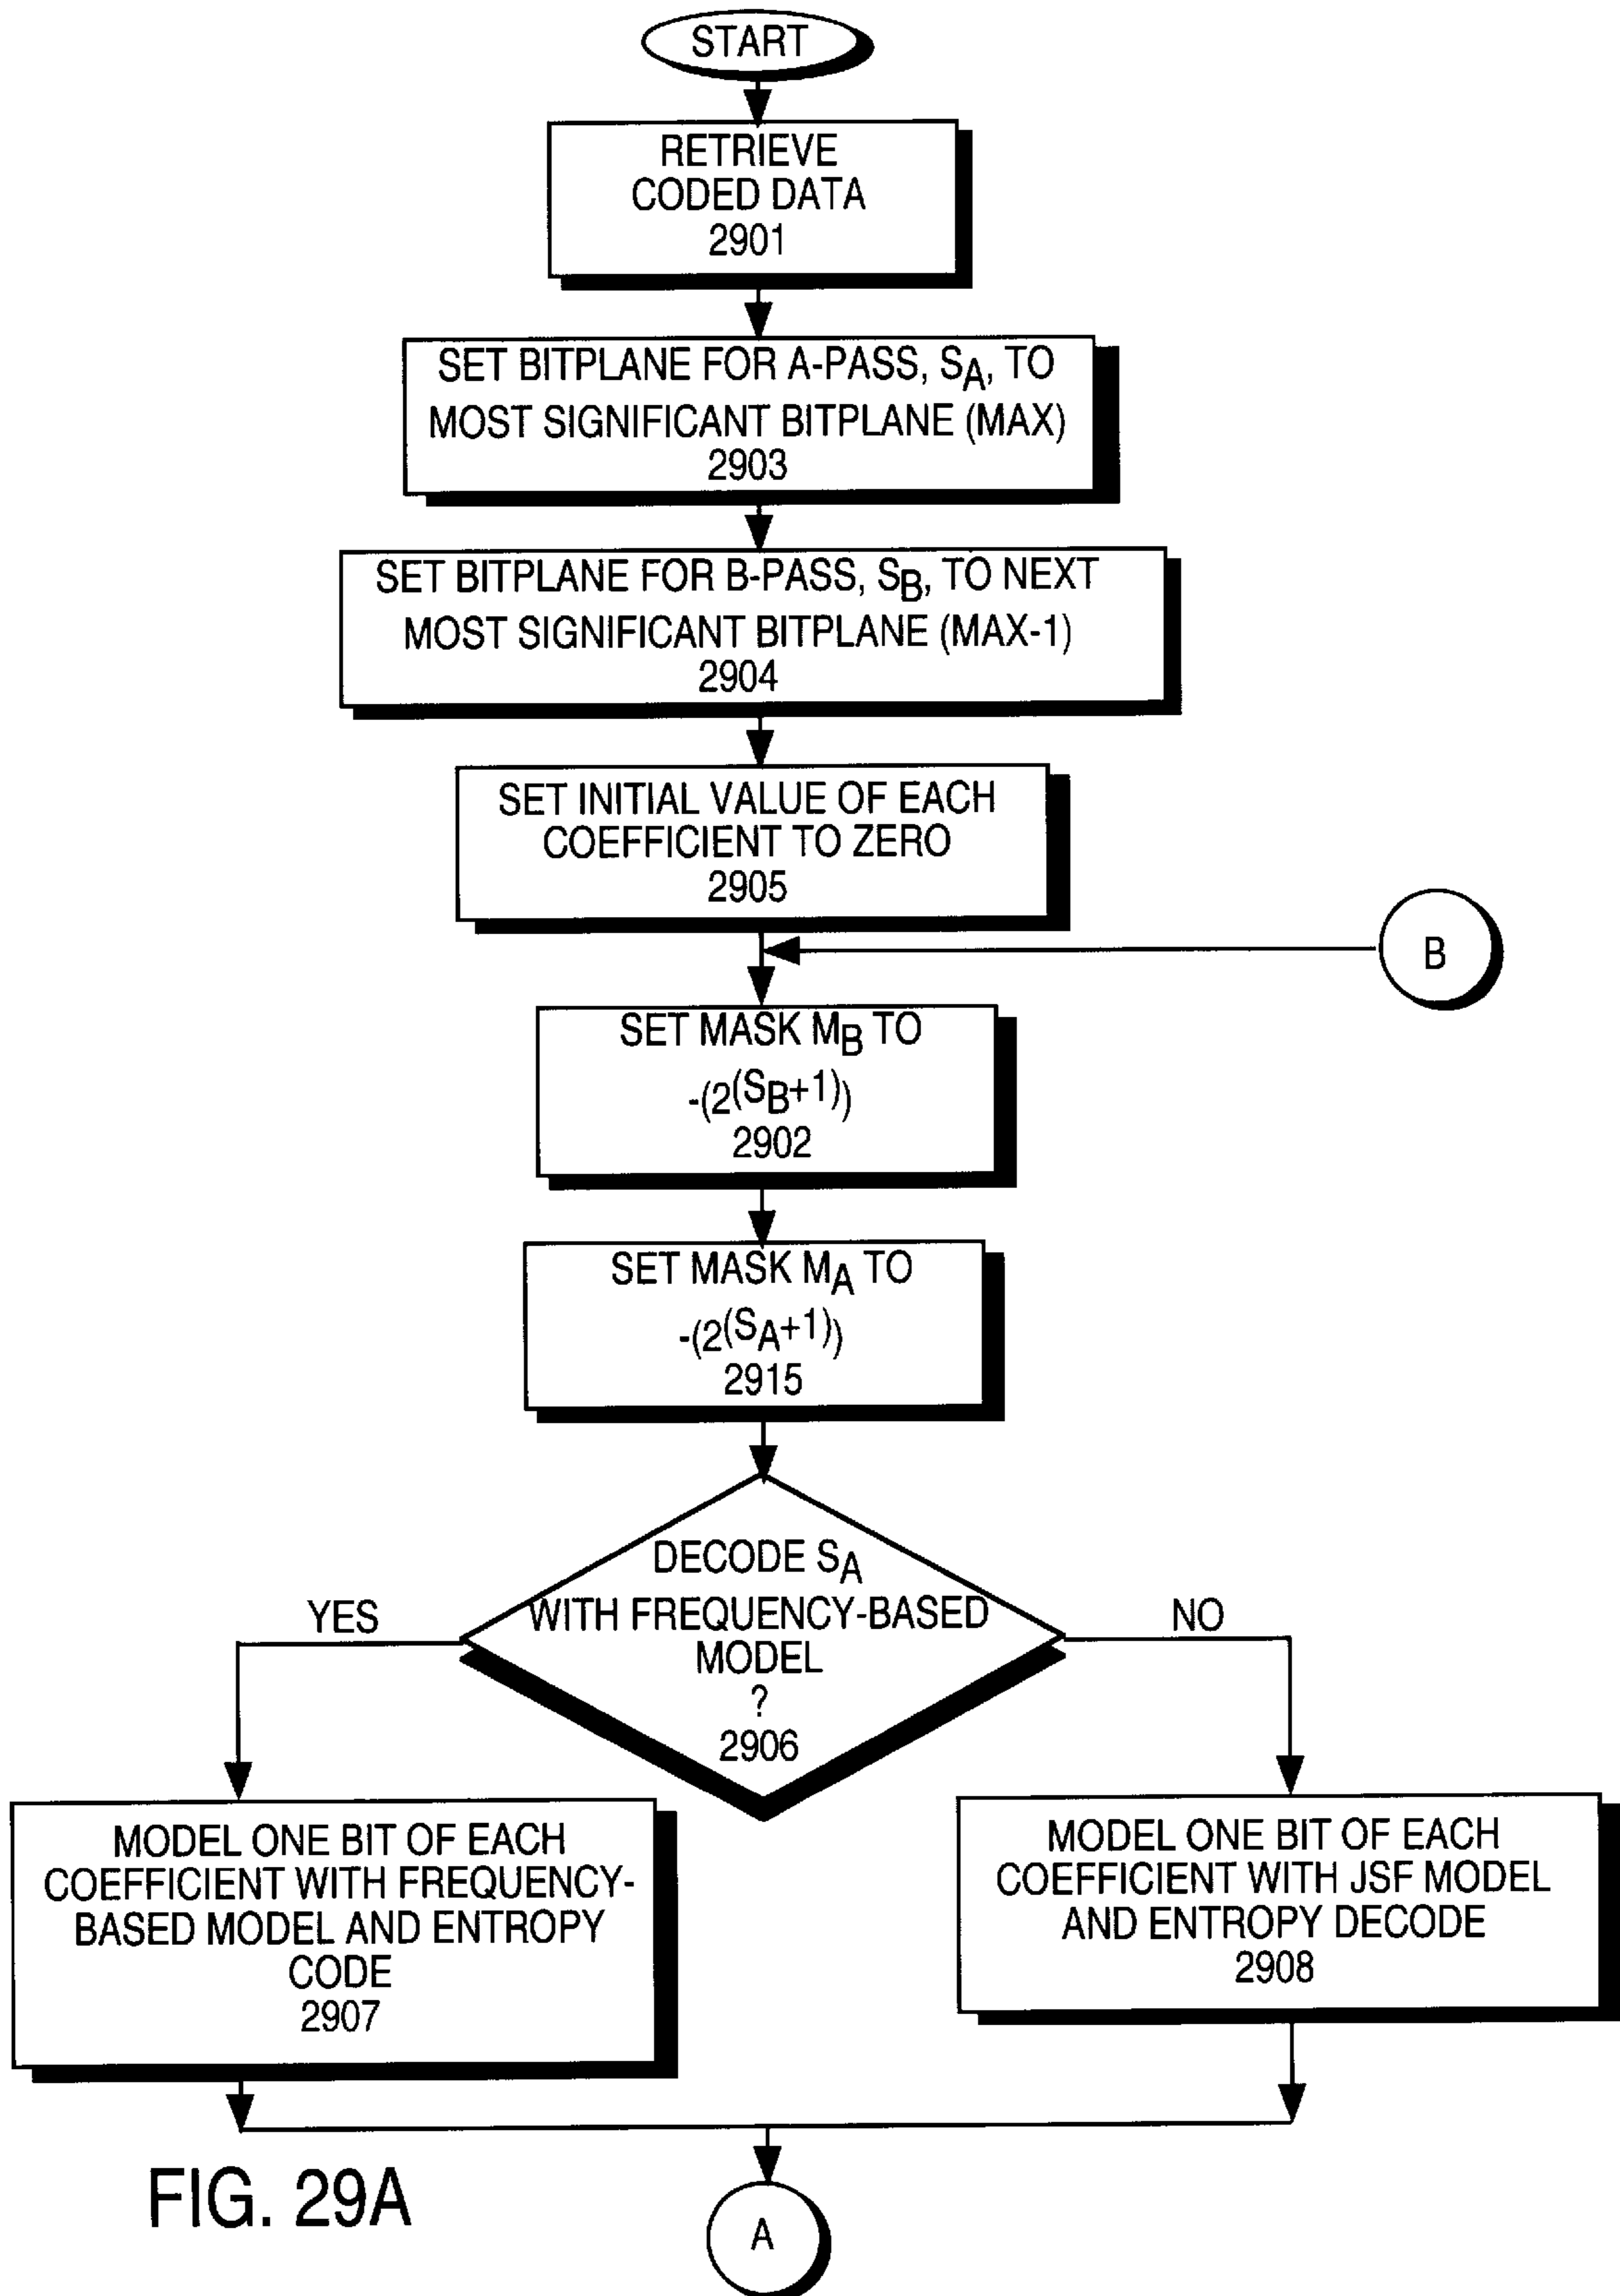 START
RETRIEVE
CODED DATA
2901
SET BITPLANE FOR A-PASS, SA, TO
MOST SIGNIFICANT BITPLANE (MAX)
2903
SET BITPLANE FOR B-PASS, SB, TO NEXT
MOST SIGNIFICANT BITPLANE (MAX-1)
2904
SET INITIAL VALUE OF EACH
COEFFICIENT TO ZERO
2905
B
SET MASK MB TO
-(2(SB+1))
2902
SET MASK MA TO
-(2(SA+1))
2915
DECODE SA
WITH FREQUENCY-BASED
MODEL
?
2906
YES
NO
MODEL ONE BIT OF EACH
COEFFICIENT WITH FREQUENCY-
BASED MODEL AND ENTROPY
CODE
2907
MODEL ONE BIT OF EACH
COEFFICIENT WITH JSF MODEL
AND ENTROPY DECODE
2908
FIG. 29A
A